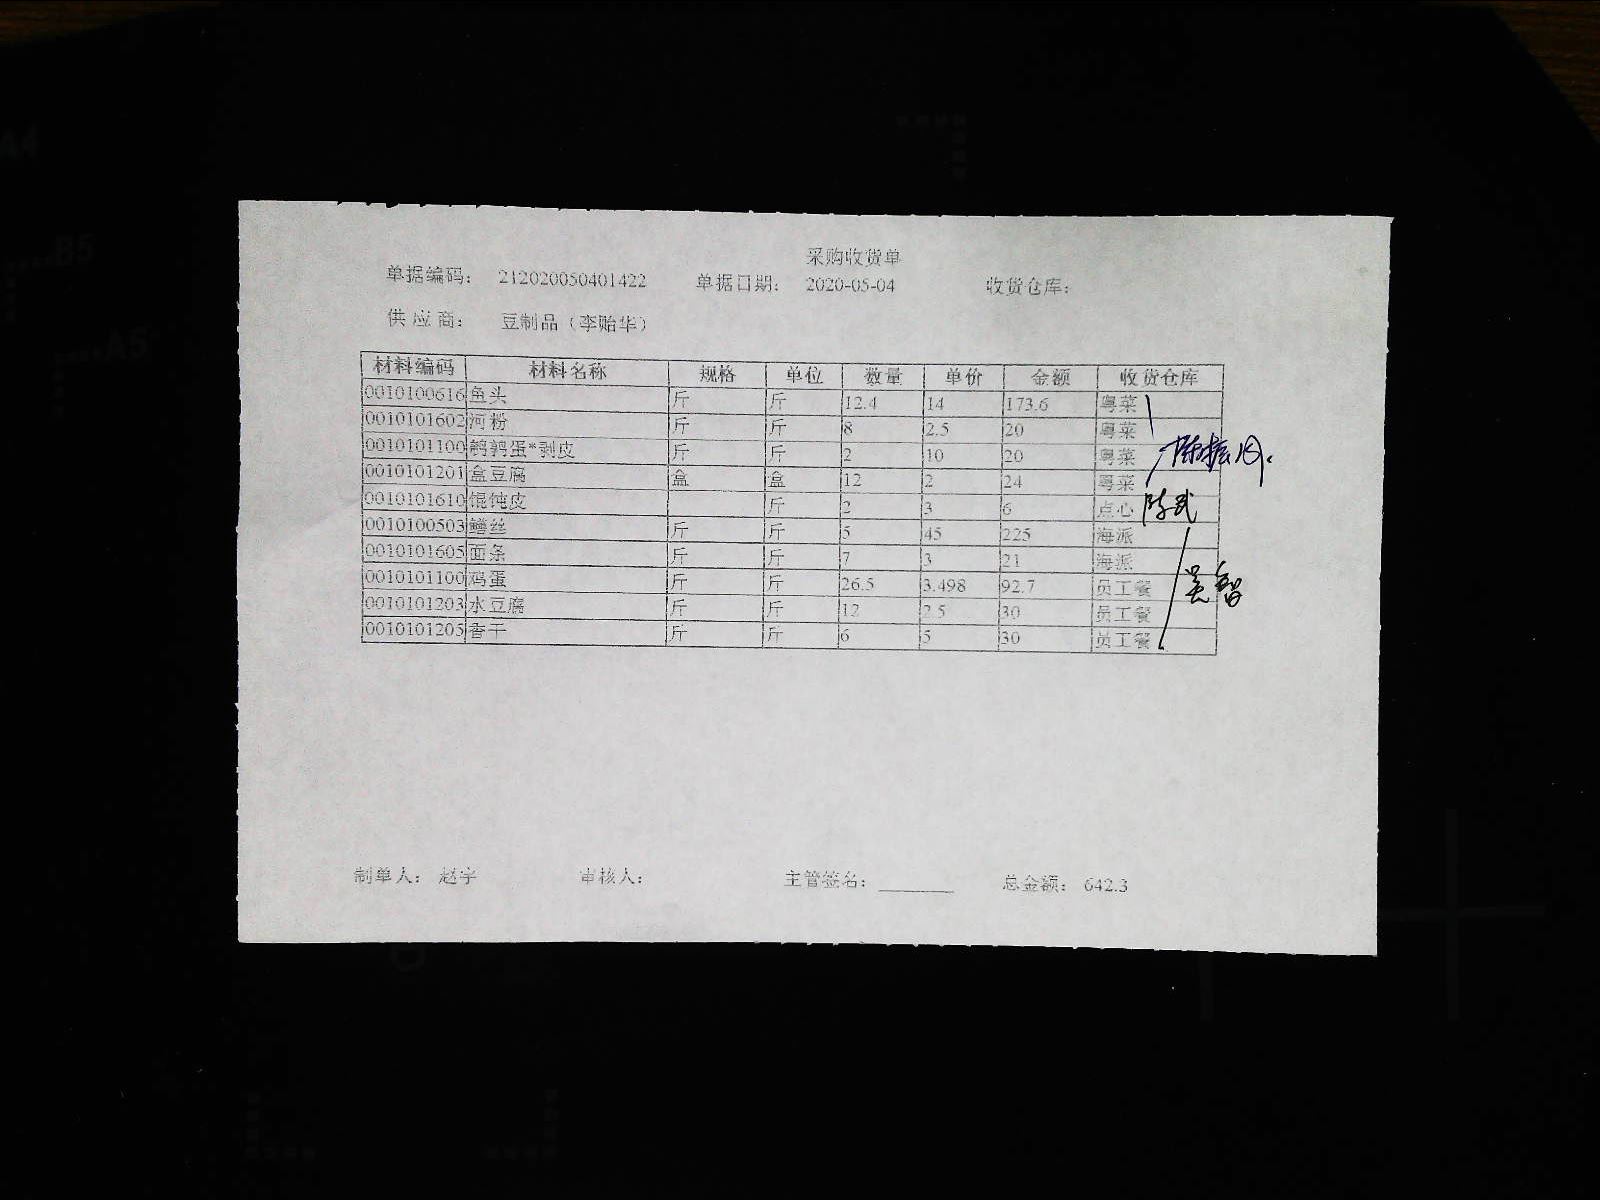 采购收货单
单据编码: 212020050401422 单据日期: 2020-05-04 收货仓库:
供应商: 豆制品（李贻华）
材料编码 材料名称 规格 单位 数量 单价 金额 收货仓库
0010100616 鱼头 斤 斤 12.4 14 173.6 粤菜
0010101602 河粉 斤 斤 8 2.5 20 粤菜
0010101100 鹌鹑蛋*剥皮 斤 斤 2 10 20 粤菜
0010101201 盒豆腐 盒 盒 12 2 24 粤菜
0010101610 馄饨皮 斤 2 3 6 点心 陈武
0010100503 鳝丝 斤 斤 5 45 225 海派
0010101605 面条 斤 斤 7 3 21 海派
0010101100 鸡蛋 斤 斤 26.5 3.498 92.7 员工餐 吴智
0010101203 水豆腐 斤 斤 12 2.5 30 员工餐
0010101205 香干 斤 斤 6 5 30 员工餐
制单人: 赵宇 审核人: 主管签名: 总金额: 642.3
A4
B5
A5